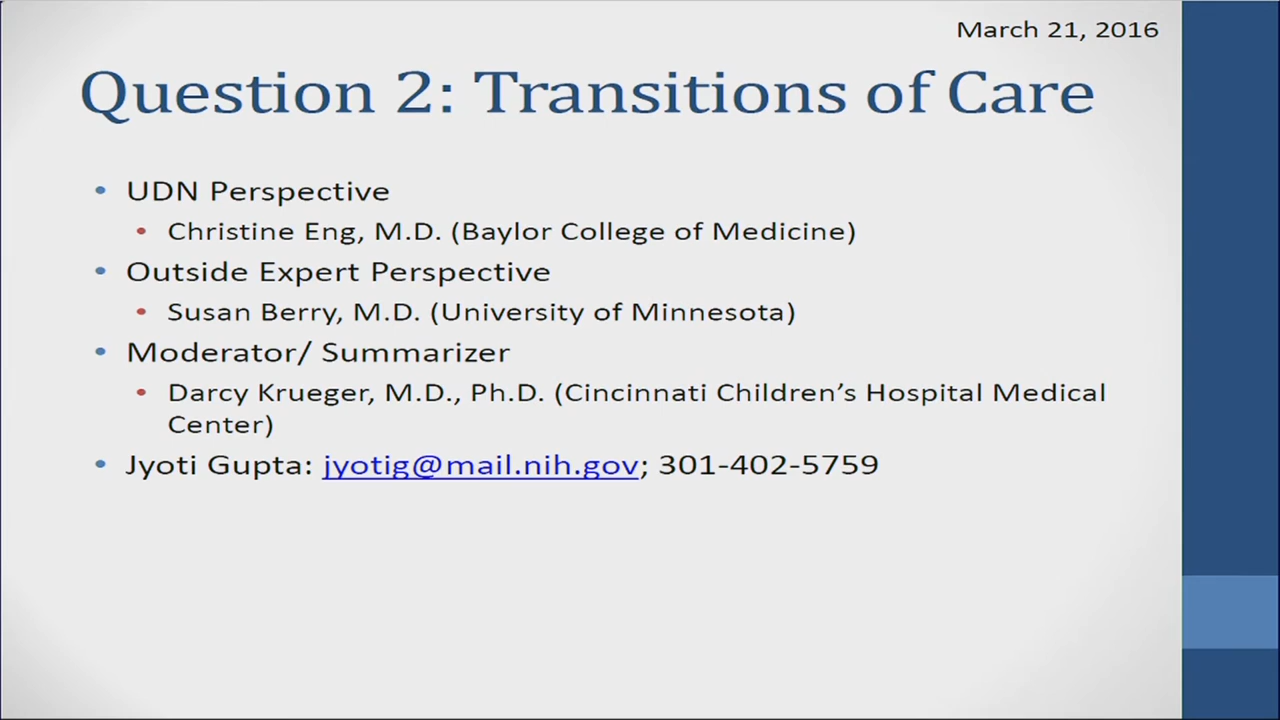 March 21, 2016
Question 2: Transitions of Care
• UDN Perspective
• Christine Eng, M.D. (Baylor College of Medicine)
• Outside Expert Perspective
• Susan Berry, M.D. (University of Minnesota)
• Moderator/ Summarizer
• Darcy Krueger, M.D., Ph.D. (Cincinnati Children’s Hospital Medical
Center)
• Jyoti Gupta: jyotig@mail.nih.gov; 301-402-5759